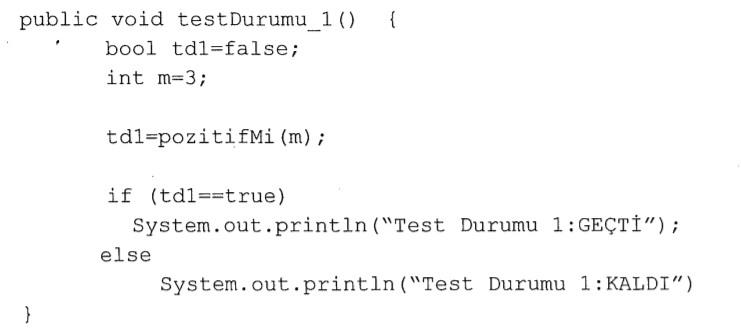 public void testDurumu_1() {
bool td1=false;
int m=3;
td1=pozitifMi(m);
if (td1==true)
System.out.println(“Test Durumu 1:GEÇTİ”);
else
System.out.println(“Test Durumu 1:KALDI”)
}